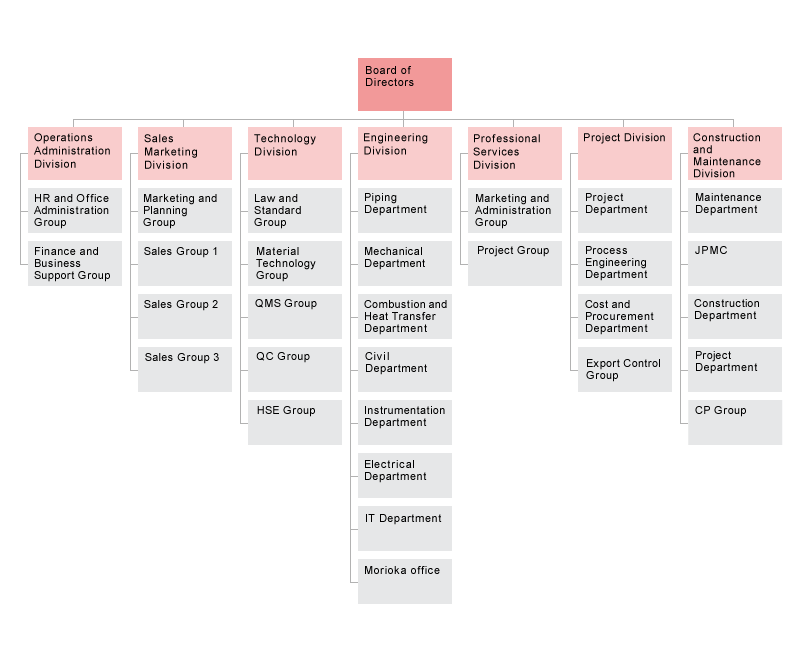 Board of
Directors
Operations
Administration
Division
HR and Office
Administration
Group
Finance and
Business
Support Group
Sales
Marketing
Division
Marketing and
Planning
Group
Sales Group 1
Sales Group 2
Sales Group 3
Technology
Division
Law and
Standard
Group
Material
Technology
Group
QMS Group
QC Group
HSE Group
Engineering
Division
Piping
Department
Mechanical
Department
Combustion and
Heat Transfer
Department
Civil
Department
Instrumentation
Department
Electrical
Department
IT Department
Morioka office
Professional
Services
Division
Marketing and
Administration
Group
Project Group
Project Division
Project
Department
Process
Engineering
Department
Cost and
Procurement
Department
Export Control
Group
Construction
and
Maintenance
Division
Maintenance
Department
JPMC
Construction
Department
Project
Department
CP Group